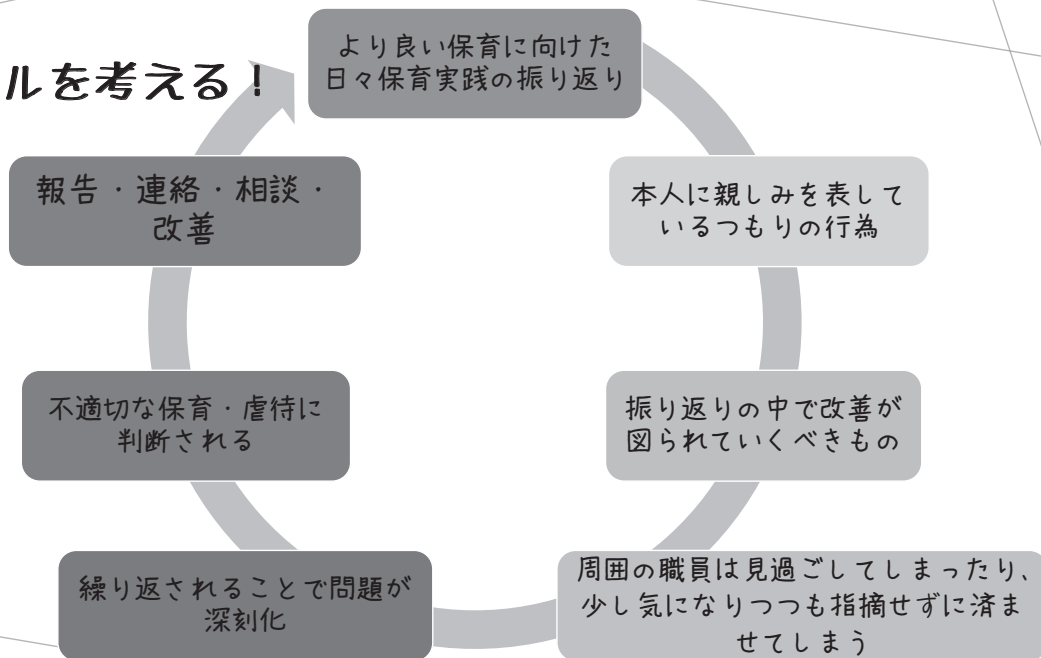 ルを考える！
より良い保育に向けた
日々保育実践の振り返り
本人に親しみを表して
いるつもりの行為
振り返りの中で改善が
図られていくべきもの
周囲の職員は見過ごしてしまったり、
少し気になりつつも指摘せずに済ま
せてしまう
繰り返されることで問題が
深刻化
不適切な保育・虐待に
判断される
報告・連絡・相談・
改善